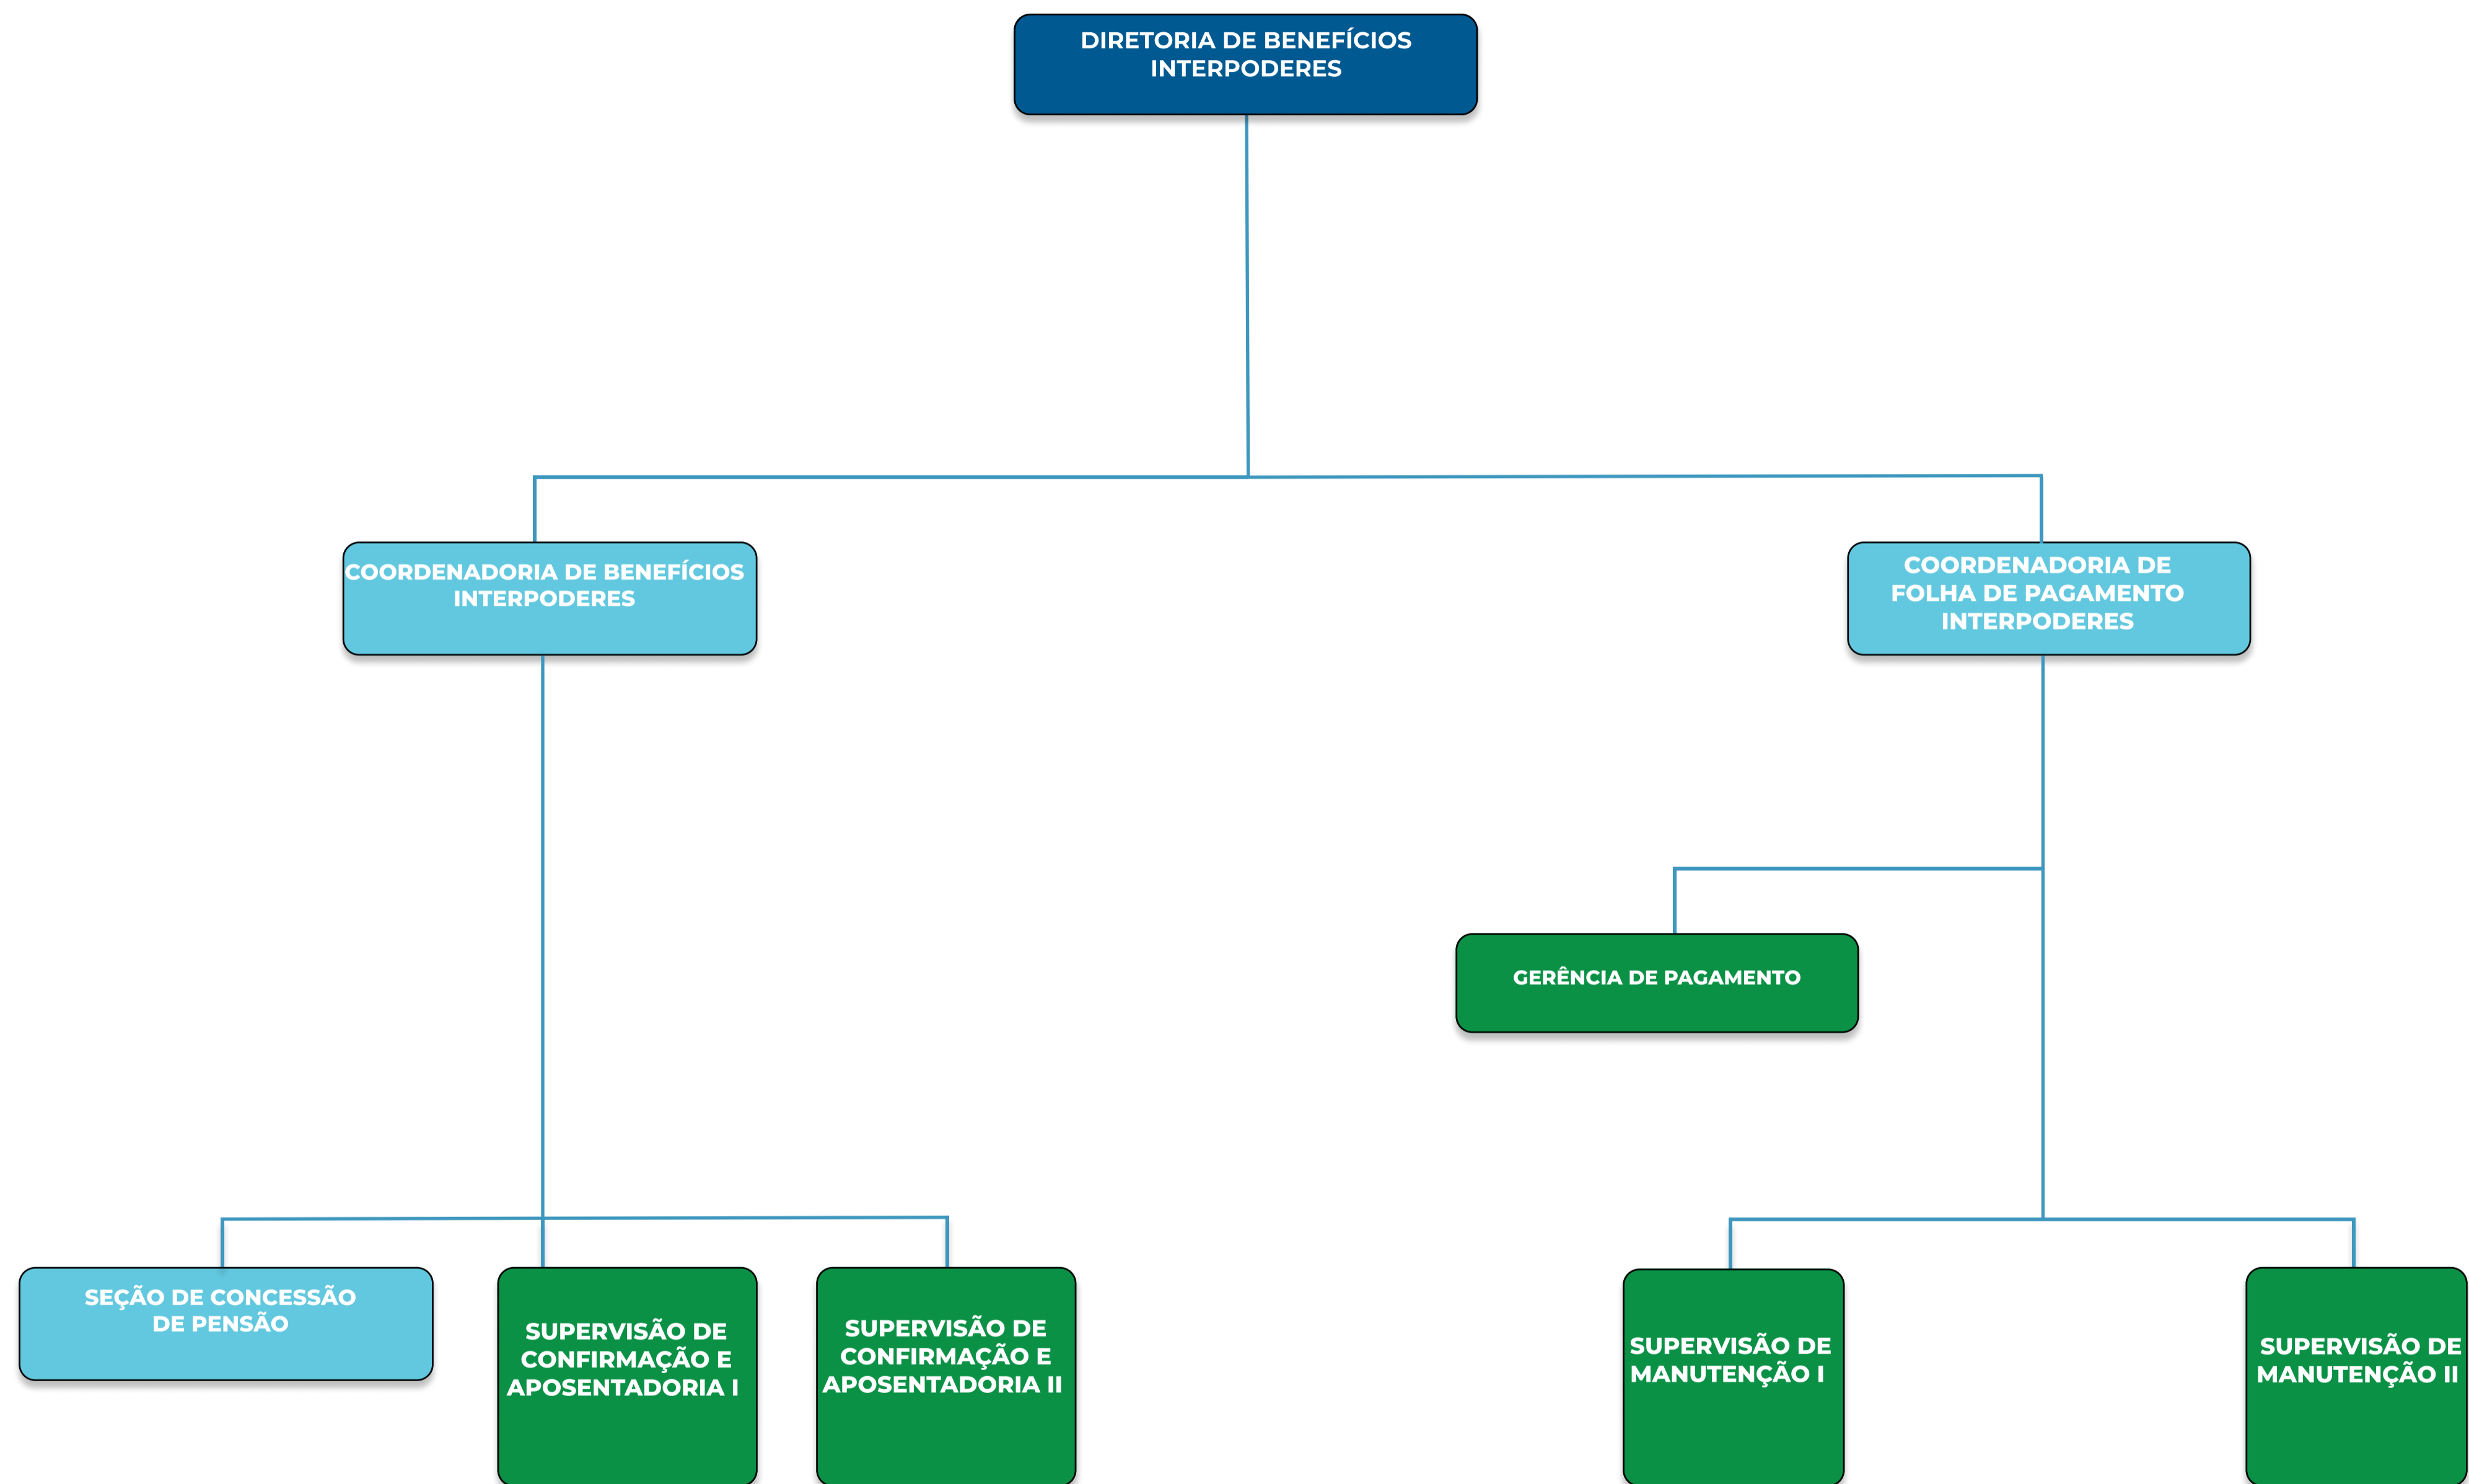 DIRETORIA DE BENEFÍCIOS
INTERPODERES
COORDENADORIA DE BENEFÍCIOS
INTERPODERES
COORDENADORIA DE
FOLHA DE PAGAMENTO
INTERPODERES
GERÊNCIA DE PAGAMENTO
SEÇÃO DE CONCESSÃO
DE PENSÃO
SUPERVISÃO DE
CONFIRMAÇÃO E
APOSENTADORIA I
SUPERVISÃO DE
CONFIRMAÇÃO E
APOSENTADORIA II
SUPERVISÃO DE
MANUTENÇÃO I
SUPERVISÃO DE
MANUTENÇÃO II